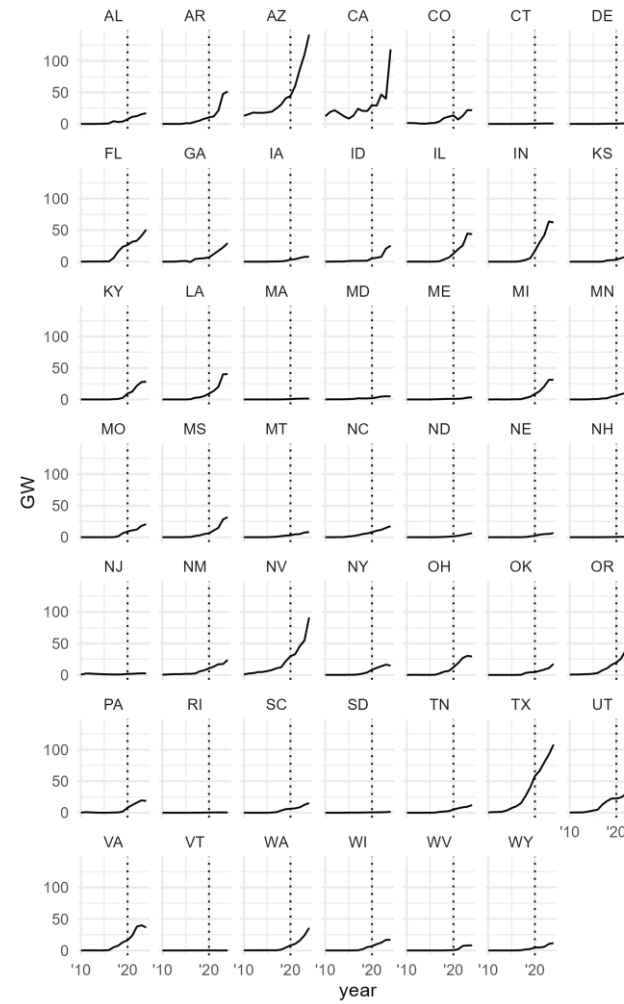 AL AR AZ CA CO CT DE
100
50
0
FL GA IA ID IL IN KS
100
50
0
KY LA MA MD ME MI MN
100
50
0
MO MS MT NC ND NE NH
GW
100
50
0
NJ NM NV NY OH OK OR
100
50
0
PA RI SC SD TN TX UT
100
50
0
'10 '20
VA VT WA WI WV WY
100
50
0
'10 '20 '10 '20 '10 '20 '10 '20 '10 '20 '10 '20
year